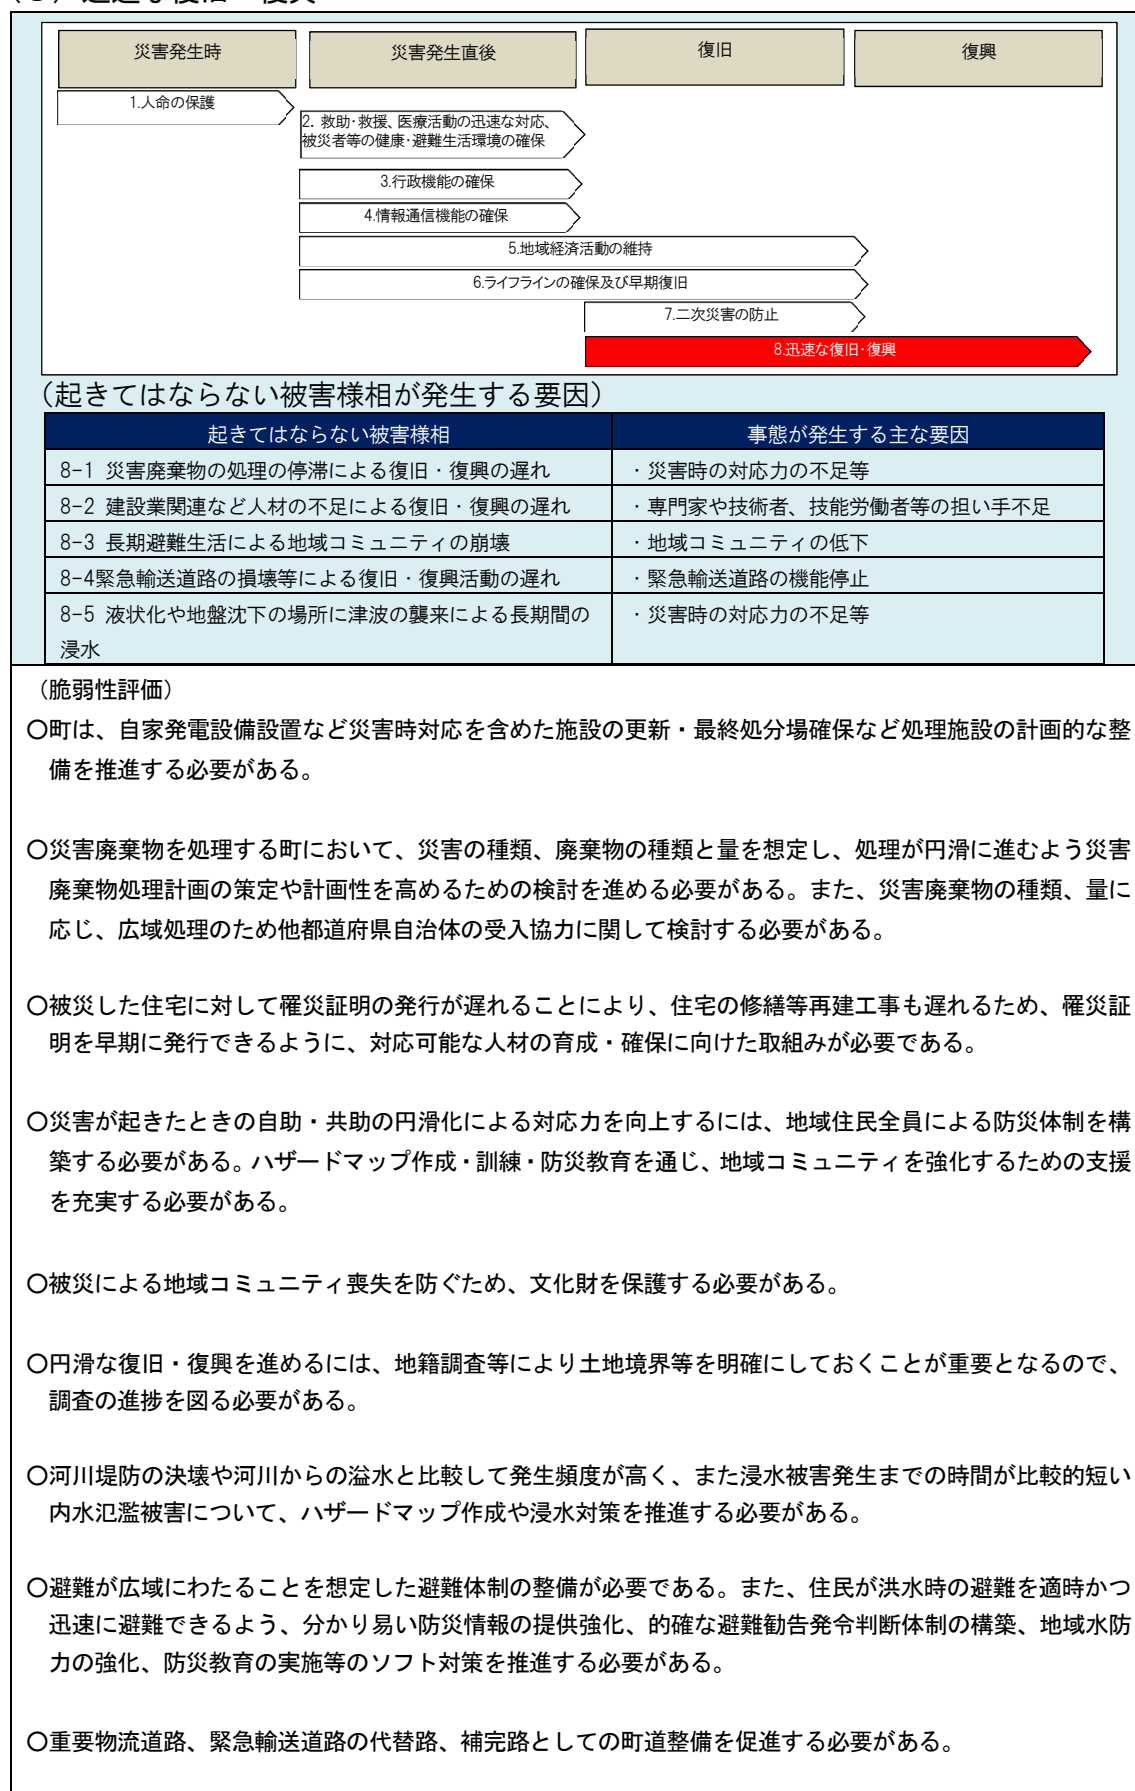 災害発生時
災害発生直後
復旧
復興
1.人命の保護
2. 救助・救援、医療活動の迅速な対応、
被災者等の健康・避難生活環境の確保
3.行政機能の確保
4.情報通信機能の確保
5.地域経済活動の維持
6.ライフラインの確保及び早期復旧
7.二次災害の防止
8.迅速な復旧・復興
（起きてはならない被害様相が発生する要因）
起きてはならない被害様相
事態が発生する主な要因
8-1 災害廃棄物の処理の停滞による復旧・復興の遅れ
・災害時の対応力の不足等
8-2 建設業関連など人材の不足による復旧・復興の遅れ
・専門家や技術者、技能労働者等の担い手不足
8-3 長期避難生活による地域コミュニティの崩壊
・地域コミュニティの低下
8-4緊急輸送道路の損壊等による復旧・復興活動の遅れ
・緊急輸送道路の機能停止
8-5 液状化や地盤沈下の場所に津波の襲来による長期間の
浸水
・災害時の対応力の不足等
（脆弱性評価）
〇町は、自家発電設備設置など災害時対応を含めた施設の更新・最終処分場確保など処理施設の計画的な整
備を推進する必要がある。
〇災害廃棄物を処理する町において、災害の種類、廃棄物の種類と量を想定し、処理が円滑に進むよう災害
廃棄物処理計画の策定や計画性を高めるための検討を進める必要がある。また、災害廃棄物の種類、量に
応じ、広域処理のため他都道府県自治体の受入協力に関して検討する必要がある。
〇被災した住宅に対して罹災証明の発行が遅れることにより、住宅の修繕等再建工事も遅れるため、罹災証
明を早期に発行できるように、対応可能な人材の育成・確保に向けた取組みが必要である。
〇災害が起きたときの自助・共助の円滑化による対応力を向上するには、地域住民全員による防災体制を構
築する必要がある。ハザードマップ作成・訓練・防災教育を通じ、地域コミュニティを強化するための支援
を充実する必要がある。
〇被災による地域コミュニティ喪失を防ぐため、文化財を保護する必要がある。
〇円滑な復旧・復興を進めるには、地籍調査等により土地境界等を明確にしておくことが重要となるので、
調査の進捗を図る必要がある。
〇河川堤防の決壊や河川からの溢水と比較して発生頻度が高く、また浸水被害発生までの時間が比較的短い
内水氾濫被害について、ハザードマップ作成や浸水対策を推進する必要がある。
〇避難が広域にわたることを想定した避難体制の整備が必要である。また、住民が洪水時の避難を適時かつ
迅速に避難できるよう、分かり易い防災情報の提供強化、的確な避難勧告発令判断体制の構築、地域水防
力の強化、防災教育の実施等のソフト対策を推進する必要がある。
〇重要物流道路、緊急輸送道路の代替路、補完路としての町道整備を促進する必要がある。